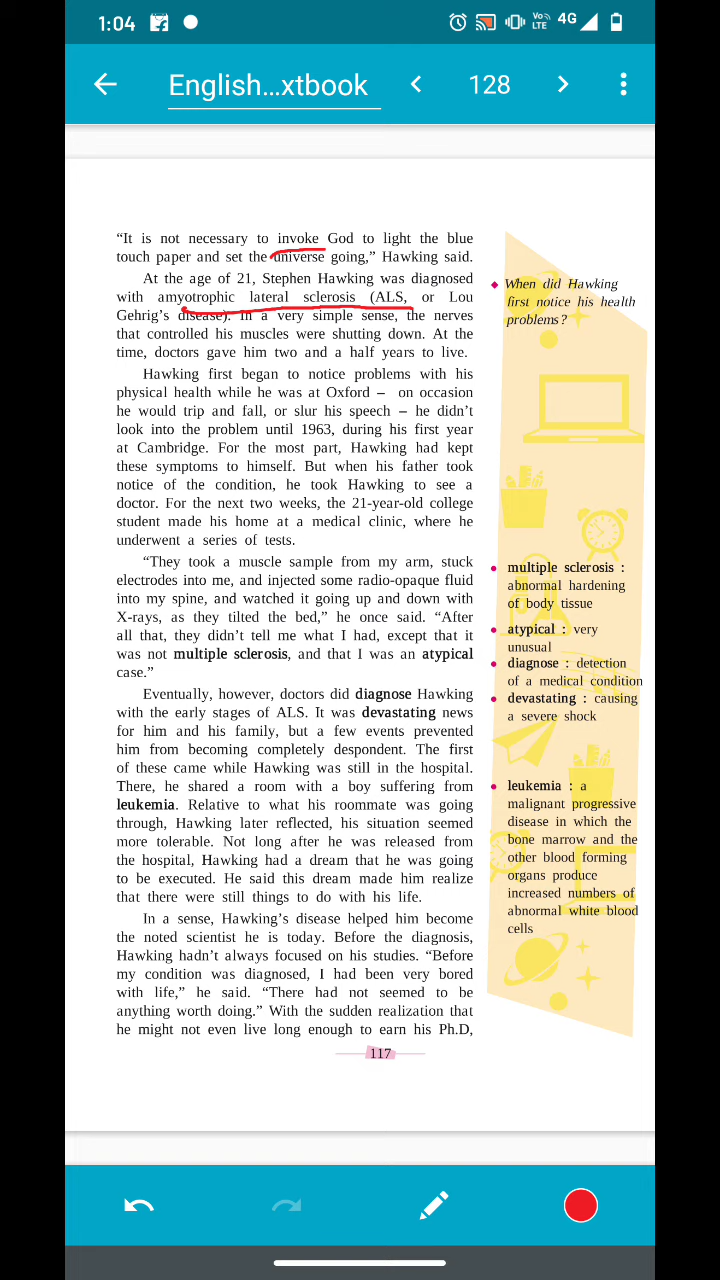 1:04
Vo
LTE
4G
English...xtbook
128
“It is not necessary to invoke God to light the blue
touch paper and set the universe going,” Hawking said.
At the age of 21, Stephen Hawking was diagnosed
with amyotrophic lateral sclerosis (ALS, or Lou
Gehrig’s disease). In a very simple sense, the nerves
that controlled his muscles were shutting down. At the
time, doctors gave him two and a half years to live.
Hawking first began to notice problems with his
physical health while he was at Oxford – on occasion
he would trip and fall, or slur his speech – he didn’t
look into the problem until 1963, during his first year
at Cambridge. For the most part, Hawking had kept
these symptoms to himself. But when his father took
notice of the condition, he took Hawking to see a
doctor. For the next two weeks, the 21-year-old college
student made his home at a medical clinic, where he
underwent a series of tests.
“They took a muscle sample from my arm, stuck
electrodes into me, and injected some radio-opaque fluid
into my spine, and watched it going up and down with
X-rays, as they tilted the bed,” he once said. “After
all that, they didn’t tell me what I had, except that it
was not multiple sclerosis, and that I was an atypical
case.”
Eventually, however, doctors did diagnose Hawking
with the early stages of ALS. It was devastating news
for him and his family, but a few events prevented
him from becoming completely despondent. The first
of these came while Hawking was still in the hospital.
There, he shared a room with a boy suffering from
leukemia. Relative to what his roommate was going
through, Hawking later reflected, his situation seemed
more tolerable. Not long after he was released from
the hospital, Hawking had a dream that he was going
to be executed. He said this dream made him realize
that there were still things to do with his life.
In a sense, Hawking’s disease helped him become
the noted scientist he is today. Before the diagnosis,
Hawking hadn’t always focused on his studies. “Before
my condition was diagnosed, I had been very bored
with life,” he said. “There had not seemed to be
anything worth doing.” With the sudden realization that
he might not even live long enough to earn his Ph.D,
When did Hawking
first notice his health
problems?
multiple sclerosis :
abnormal hardening
of body tissue
atypical : very
unusual
diagnose : detection
of a medical condition
devastating : causing
a severe shock
leukemia : a
malignant progressive
disease in which the
bone marrow and the
other blood forming
organs produce
increased numbers of
abnormal white blood
cells
117